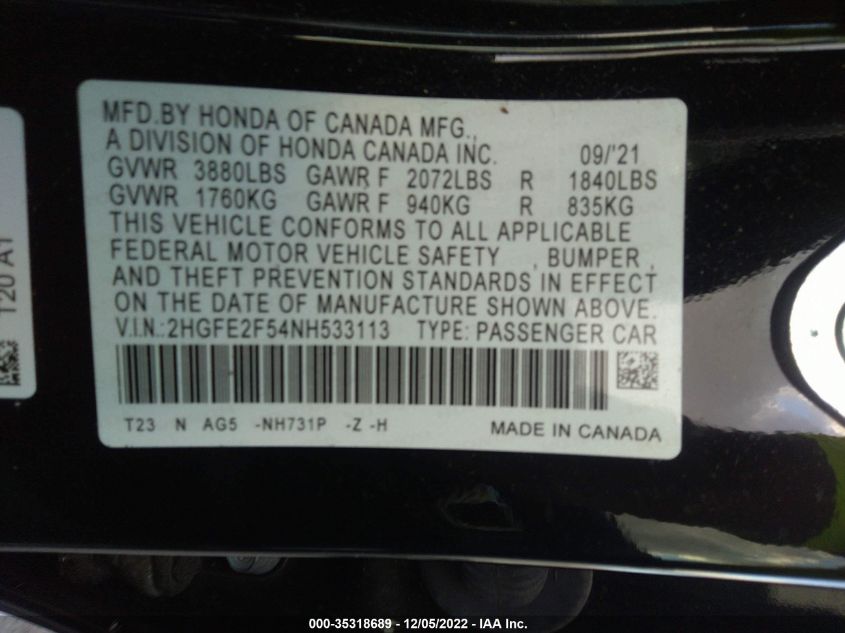 MFD.BY HONDA OF CANADA MFG.,
A DIVISION OF HONDA CANADA INC. 09/'21
GVWR 3880LBS GAWR F 2072LBS R 1840LBS
GVWR 1760KG GAWR F 940KG R 835KG
THIS VEHICLE CONFORMS TO ALL APPLICABLE
FEDERAL MOTOR VEHICLE SAFETY , BUMPER ,
AND THEFT PREVENTION STANDARDS IN EFFECT
ON THE DATE OF MANUFACTURE SHOWN ABOVE.
V.I.N.:2HGFE2F54NH533113 TYPE: PASSENGER CAR
T23 N AG5 -NH731P -Z -H MADE IN CANADA
T20 A1
000-35318689 - 12/05/2022 - IAA Inc.